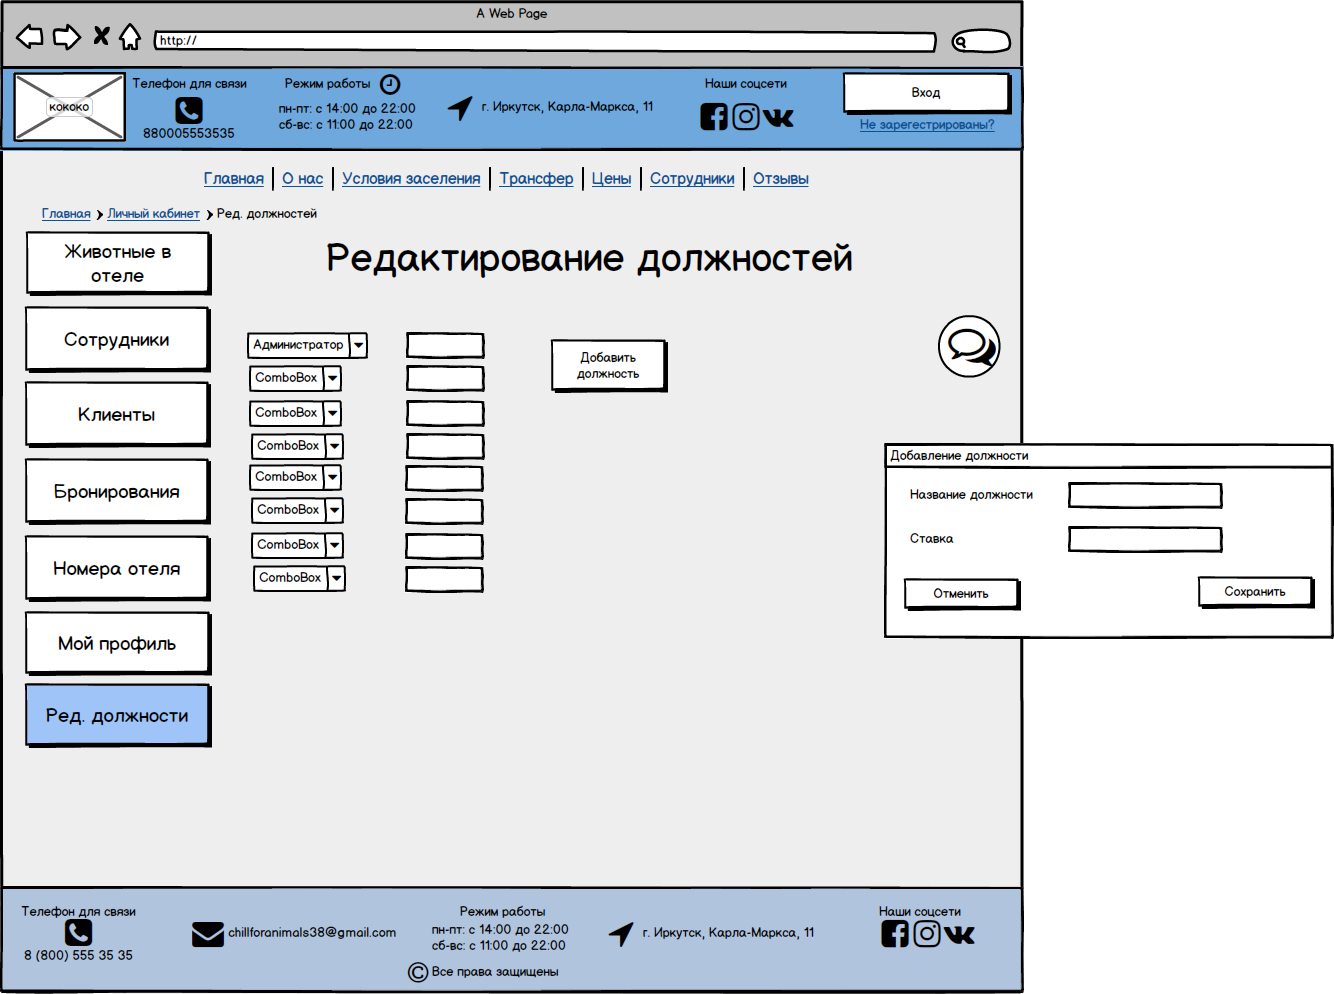 A Web Page
http://
кококо
Телефон для связи
880005553535
Режим работы
пн-пт: с 14:00 до 22:00
сб-вс: с 11:00 до 22:00
г. Иркутск, Карла-Маркса, 11
Наши соцсети
Вход
Не зарегестрированы?
Главная
О нас
Условия заселения
Трансфер
Цены
Сотрудники
Отзывы
Главная
Личный кабинет
Ред. должностей
Животные в
отеле
Сотрудники
Клиенты
Бронирования
Номера отеля
Мой профиль
Ред. должности
Редактирование должностей
Администратор
ComboBox
ComboBox
ComboBox
ComboBox
ComboBox
ComboBox
ComboBox
Добавить
должность
Добавление должности
Название должности
Ставка
Отменить
Сохранить
Телефон для связи
8 (800) 555 35 35
chillforanimals38@gmail.com
Режим работы
пн-пт: с 14:00 до 22:00
сб-вс: с 11:00 до 22:00
г. Иркутск, Карла-Маркса, 11
Наши соцсети
© Все права защищены